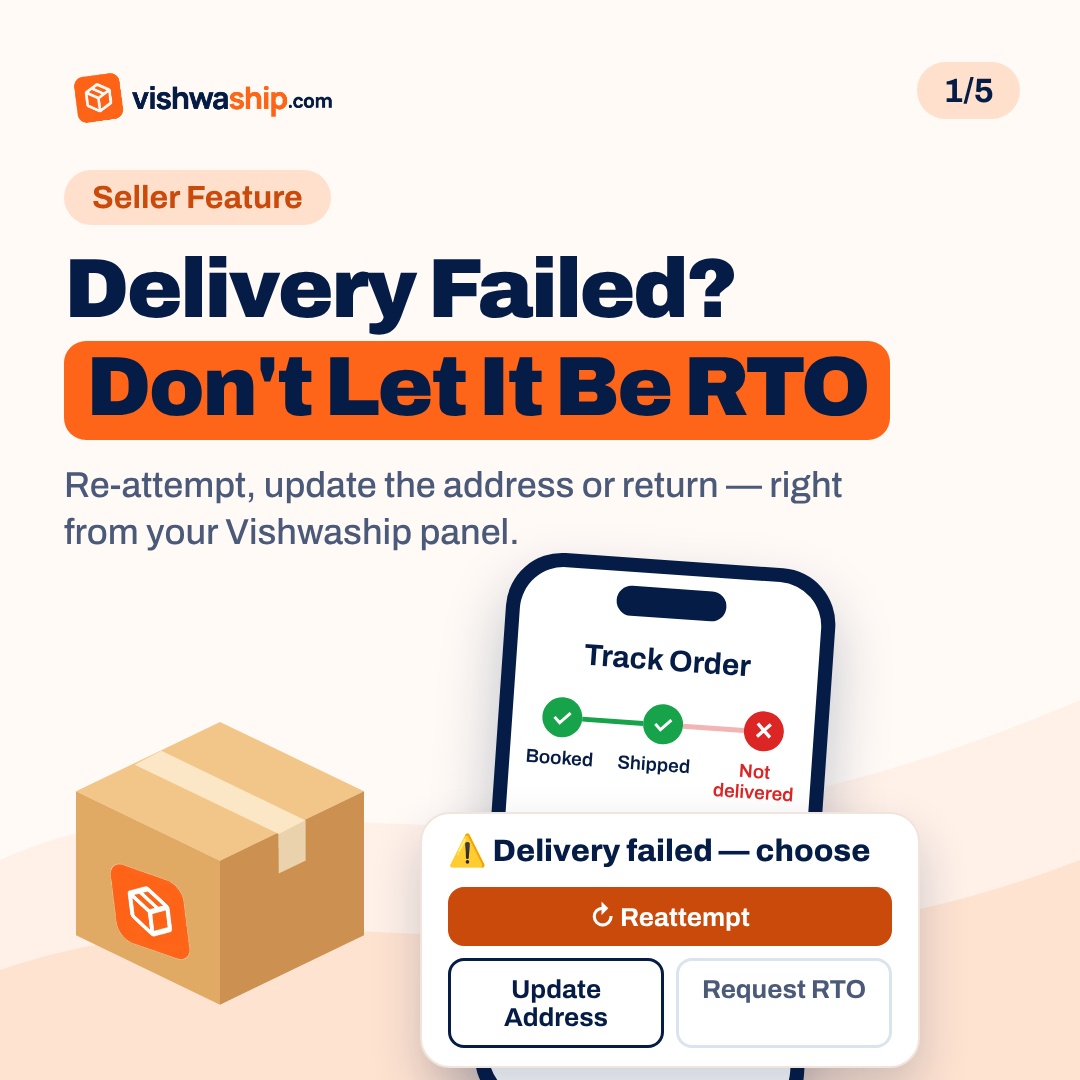 vishwaship.com
1/5
Seller Feature
Delivery Failed?
Don't Let It Be RTO
Re-attempt, update the address or return — right
from your Vishwaship panel.
Track Order
Booked
Shipped
Not
delivered
⚠️ Delivery failed — choose
↻ Reattempt
Update
Address
Request RTO